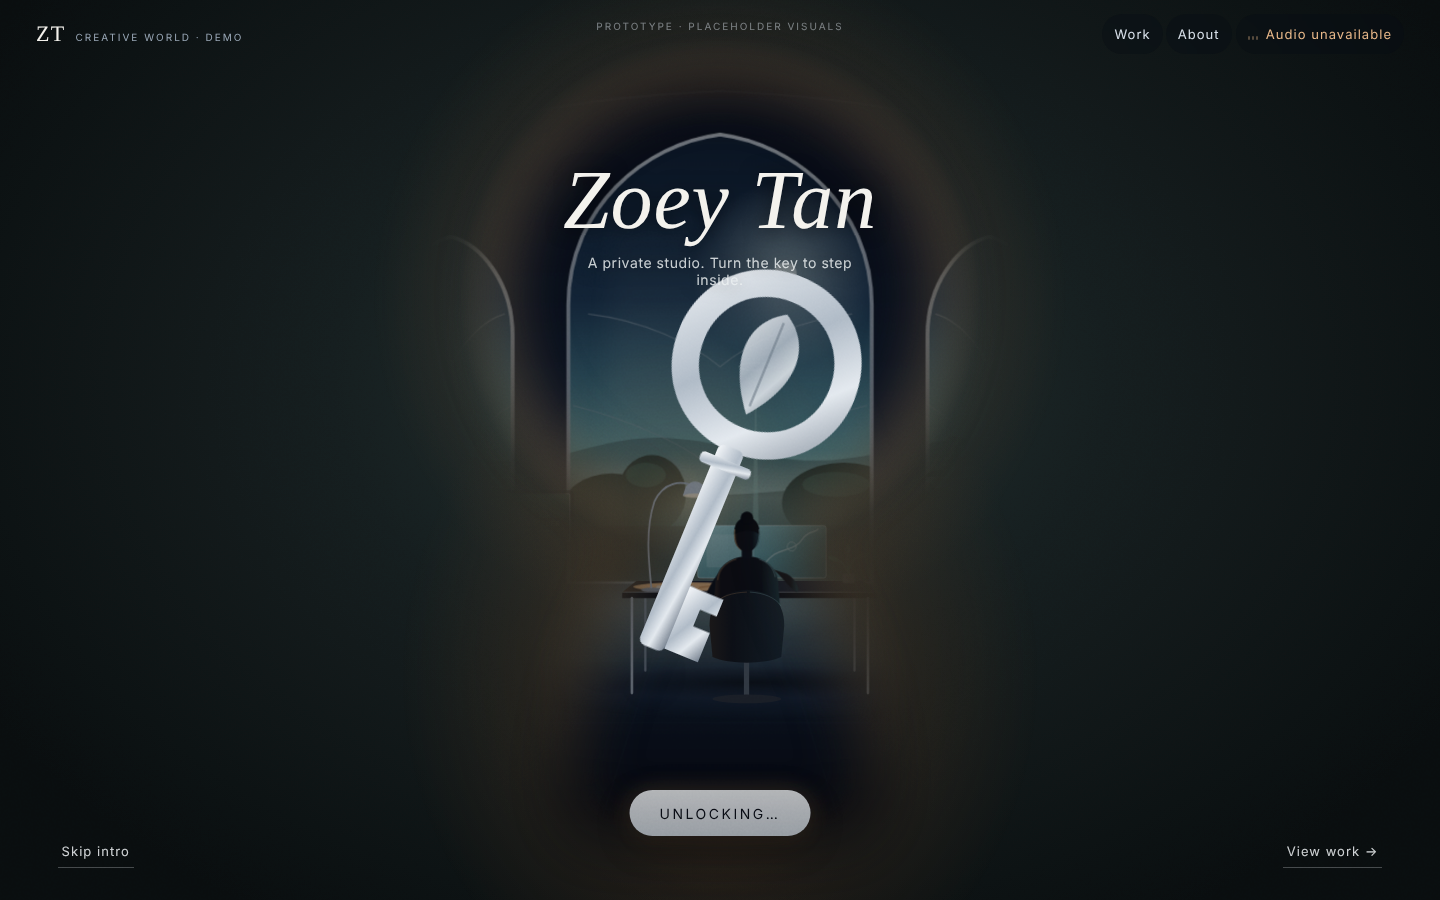 ZT CREATIVE WORLD · DEMO
PROTOTYPE · PLACEHOLDER VISUALS
Work
About
Audio unavailable
Zoey Tan
A private studio. Turn the key to step
inside.
UNLOCKING…
Skip intro
View work →